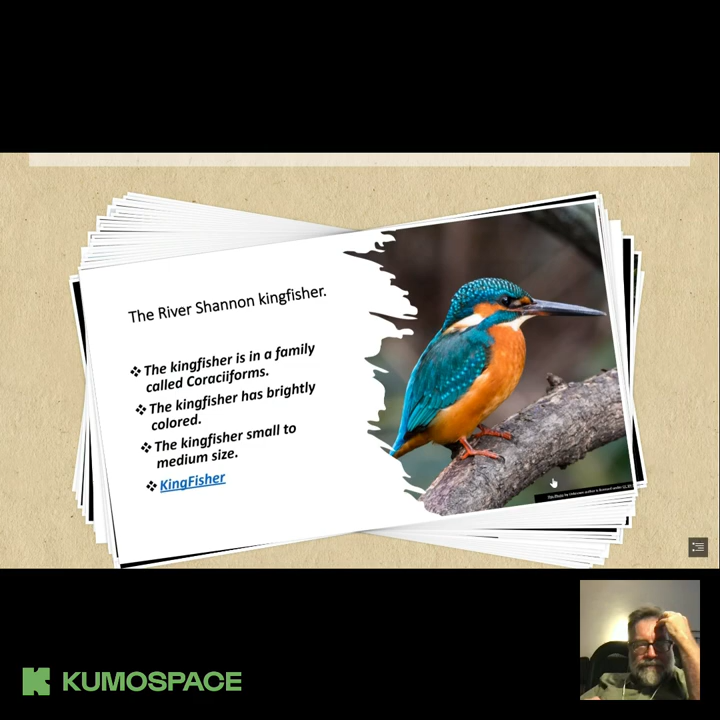 The River Shannon kingfisher.
The kingfisher is in a family
called Coraciiforms.
The kingfisher has brightly
colored.
The kingfisher small to
medium size.
KingFisher
KUMOSPACE